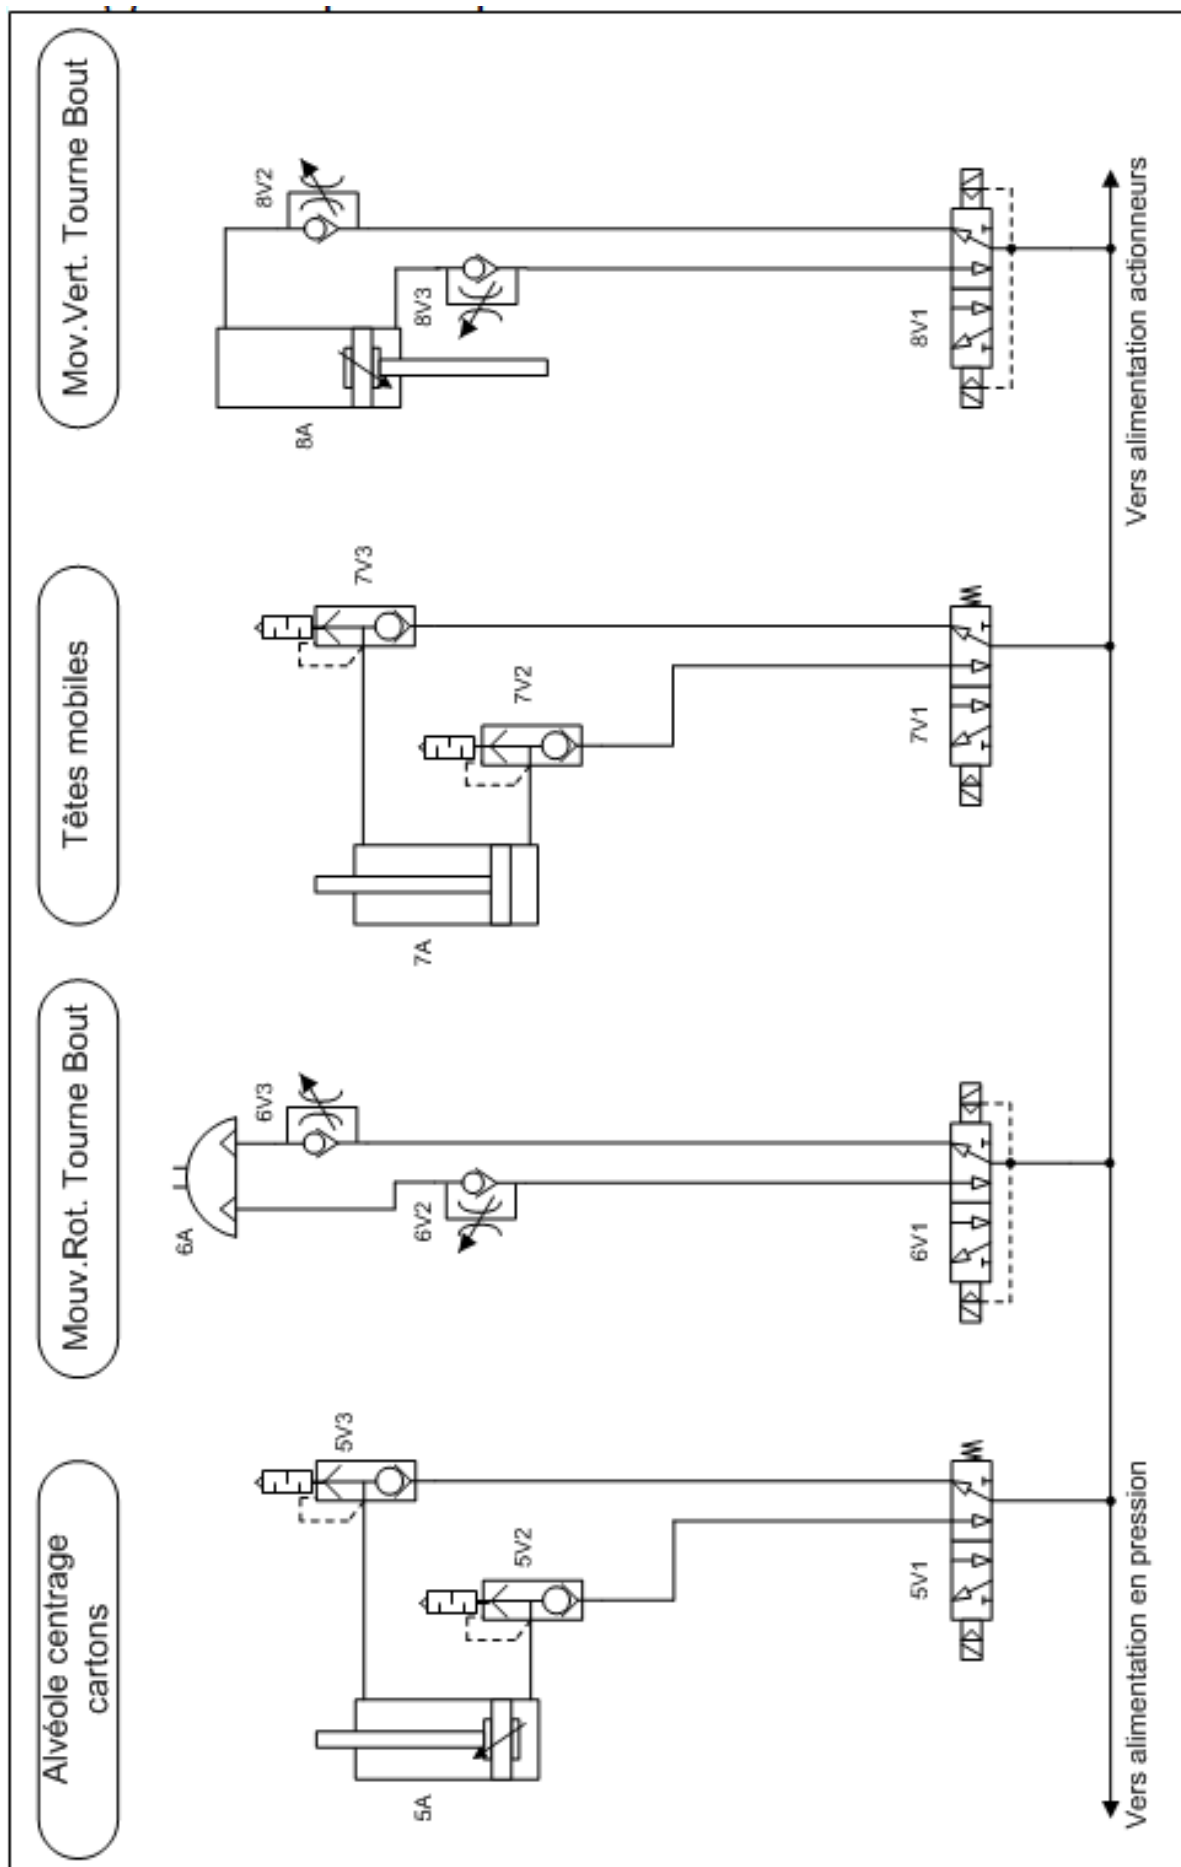 Alvéole centrage
cartons
Mouv.Rot. Tourne Bout
Têtes mobiles
Mov.Vert. Tourne Bout
5A
5V2
5V3
5V1
6A
6V2
6V3
6V1
7A
7V2
7V3
7V1
8A
8V3
8V2
8V1
Vers alimentation en pression
Vers alimentation actionneurs